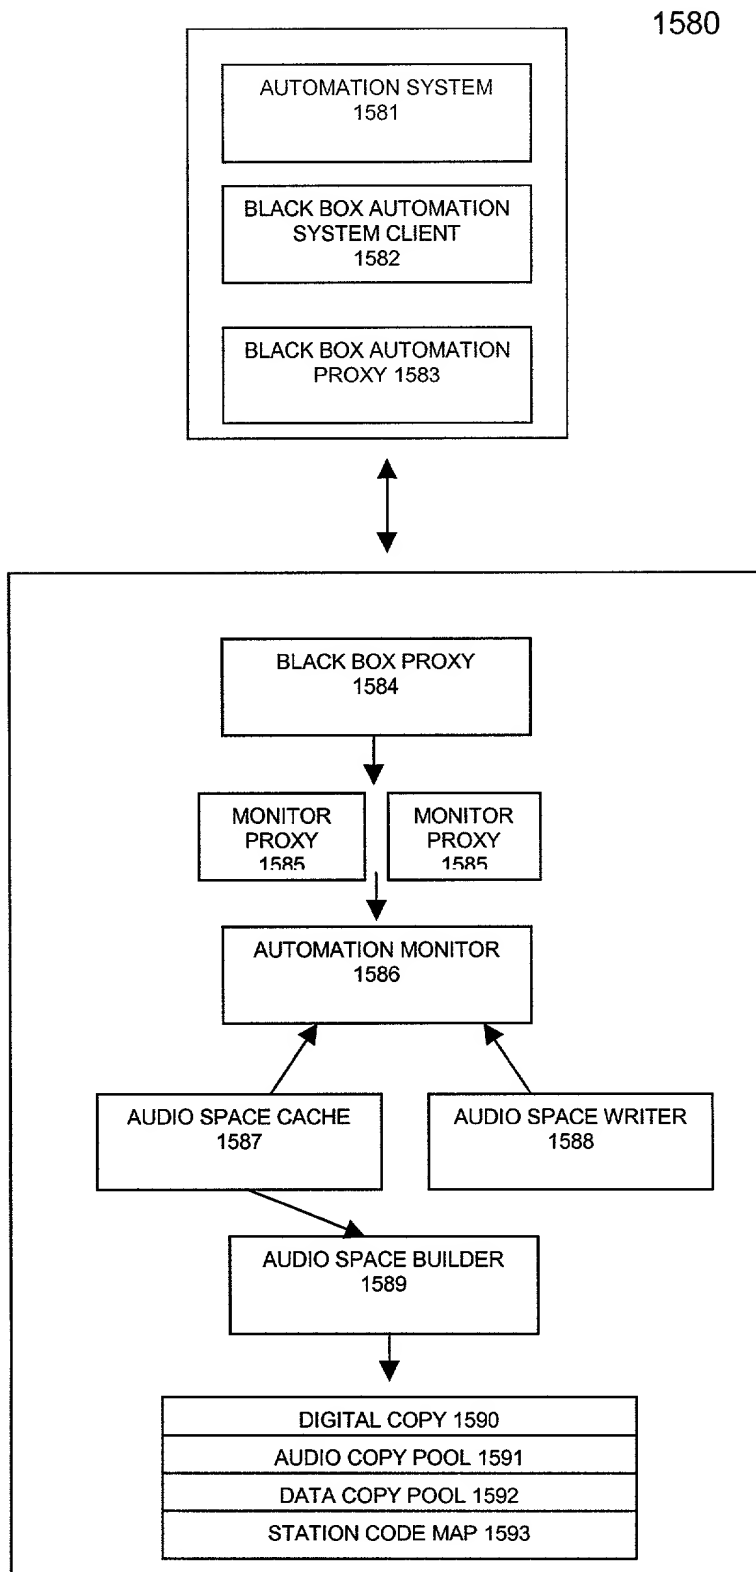 1580
AUTOMATION SYSTEM
1581
BLACK BOX AUTOMATION
SYSTEM CLIENT
1582
BLACK BOX AUTOMATION
PROXY 1583
BLACK BOX PROXY
1584
MONITOR
PROXY
1585
MONITOR
PROXY
1585
AUTOMATION MONITOR
1586
AUDIO SPACE CACHE
1587
AUDIO SPACE WRITER
1588
AUDIO SPACE BUILDER
1589
DIGITAL COPY 1590
AUDIO COPY POOL 1591
DATA COPY POOL 1592
STATION CODE MAP 1593